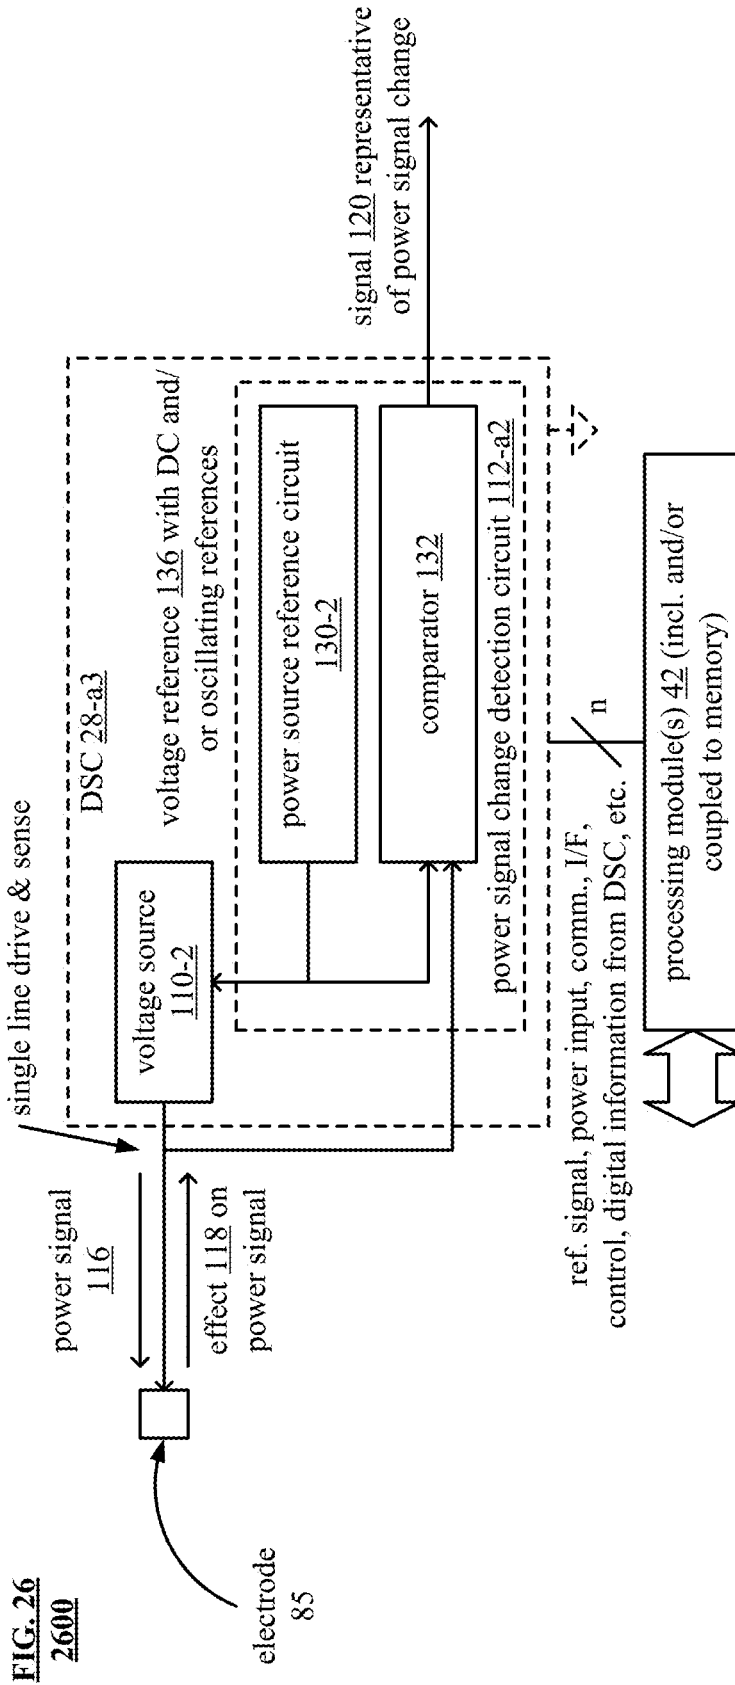 FIG. 26
2600
single line drive & sense
power signal
116
effect 118 on
power signal
electrode
85
DSC 28-a3
voltage source
110-2
voltage reference 136 with DC and/
or oscillating references
power source reference circuit
130-2
comparator 132
power signal change detection circuit 112-a2
signal 120 representative
of power signal change
ref. signal, power input, comm., I/F,
control, digital information from DSC, etc.
n
processing module(s) 42 (incl. and/or
coupled to memory)